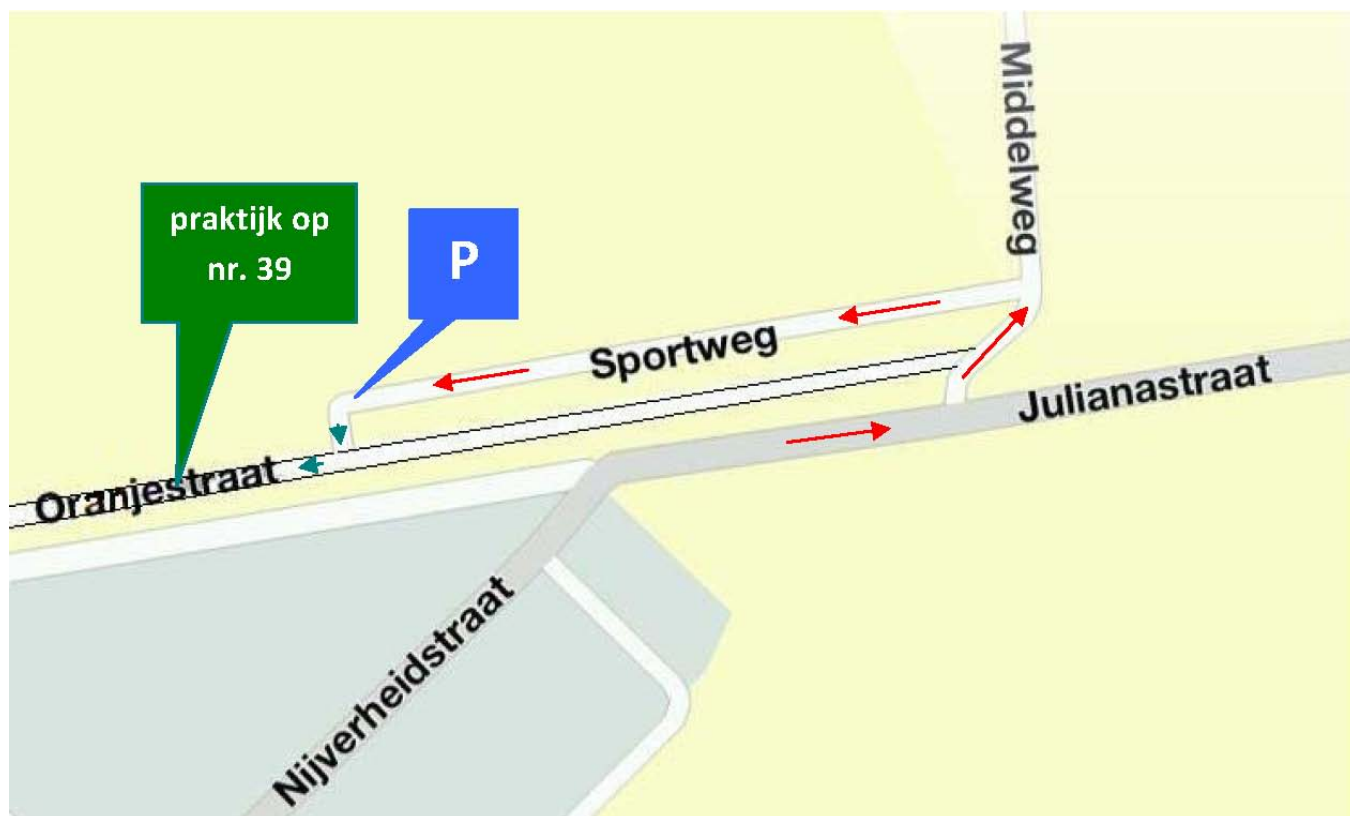 Middelweg
praktijk op
nr. 39
P
Sportweg
Julianastraat
Oranjestraat
Nijverheidstraat